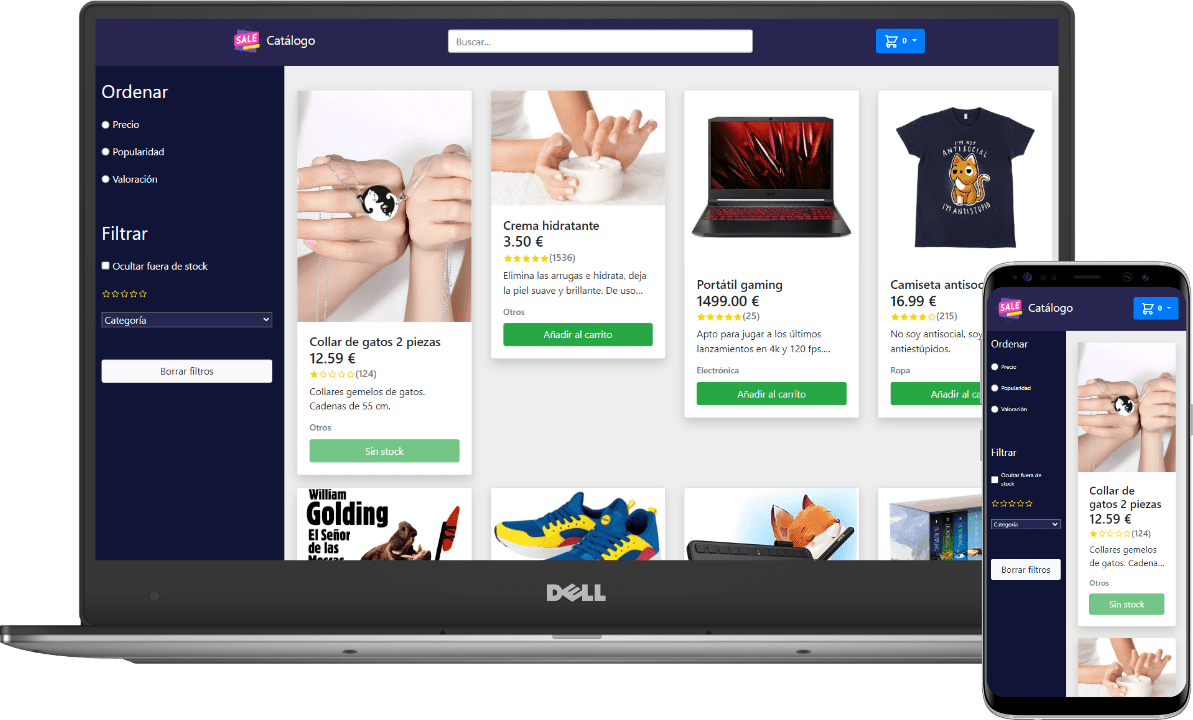 SALE Catálogo
Buscar...
0
Ordenar
Precio
Popularidad
Valoración
Filtrar
Ocultar fuera de stock
Categoría
Borrar filtros
Collar de gatos 2 piezas
12.59 €
(124)
Collares gemelos de gatos.
Cadenas de 55 cm.
Otros
Sin stock
Crema hidratante
3.50 €
(1536)
Elimina las arrugas e hidrata, deja
la piel suave y brillante. De uso...
Otros
Añadir al carrito
Portátil gaming
1499.00 €
(25)
Apto para jugar a los últimos
lanzamientos en 4k y 120 fps....
Electrónica
Añadir al carrito
I'M NOT
ANTISOCIAL
I'M ANTISTUPID
Camiseta antisoc
16.99 €
(215)
No soy antisocial, soy
antiestúpidos.
Ropa
Añadir al ca
William
Golding
El Señor
de las
Moscas
DELL
SALE Catálogo
0
Ordenar
Precio
Popularidad
Valoración
Filtrar
Ocultar fuera de
stock
Categoría
Borrar filtros
Collar de
gatos 2 piezas
12.59 €
(124)
Collares gemelos
de gatos. Cadena...
Otros
Sin stock